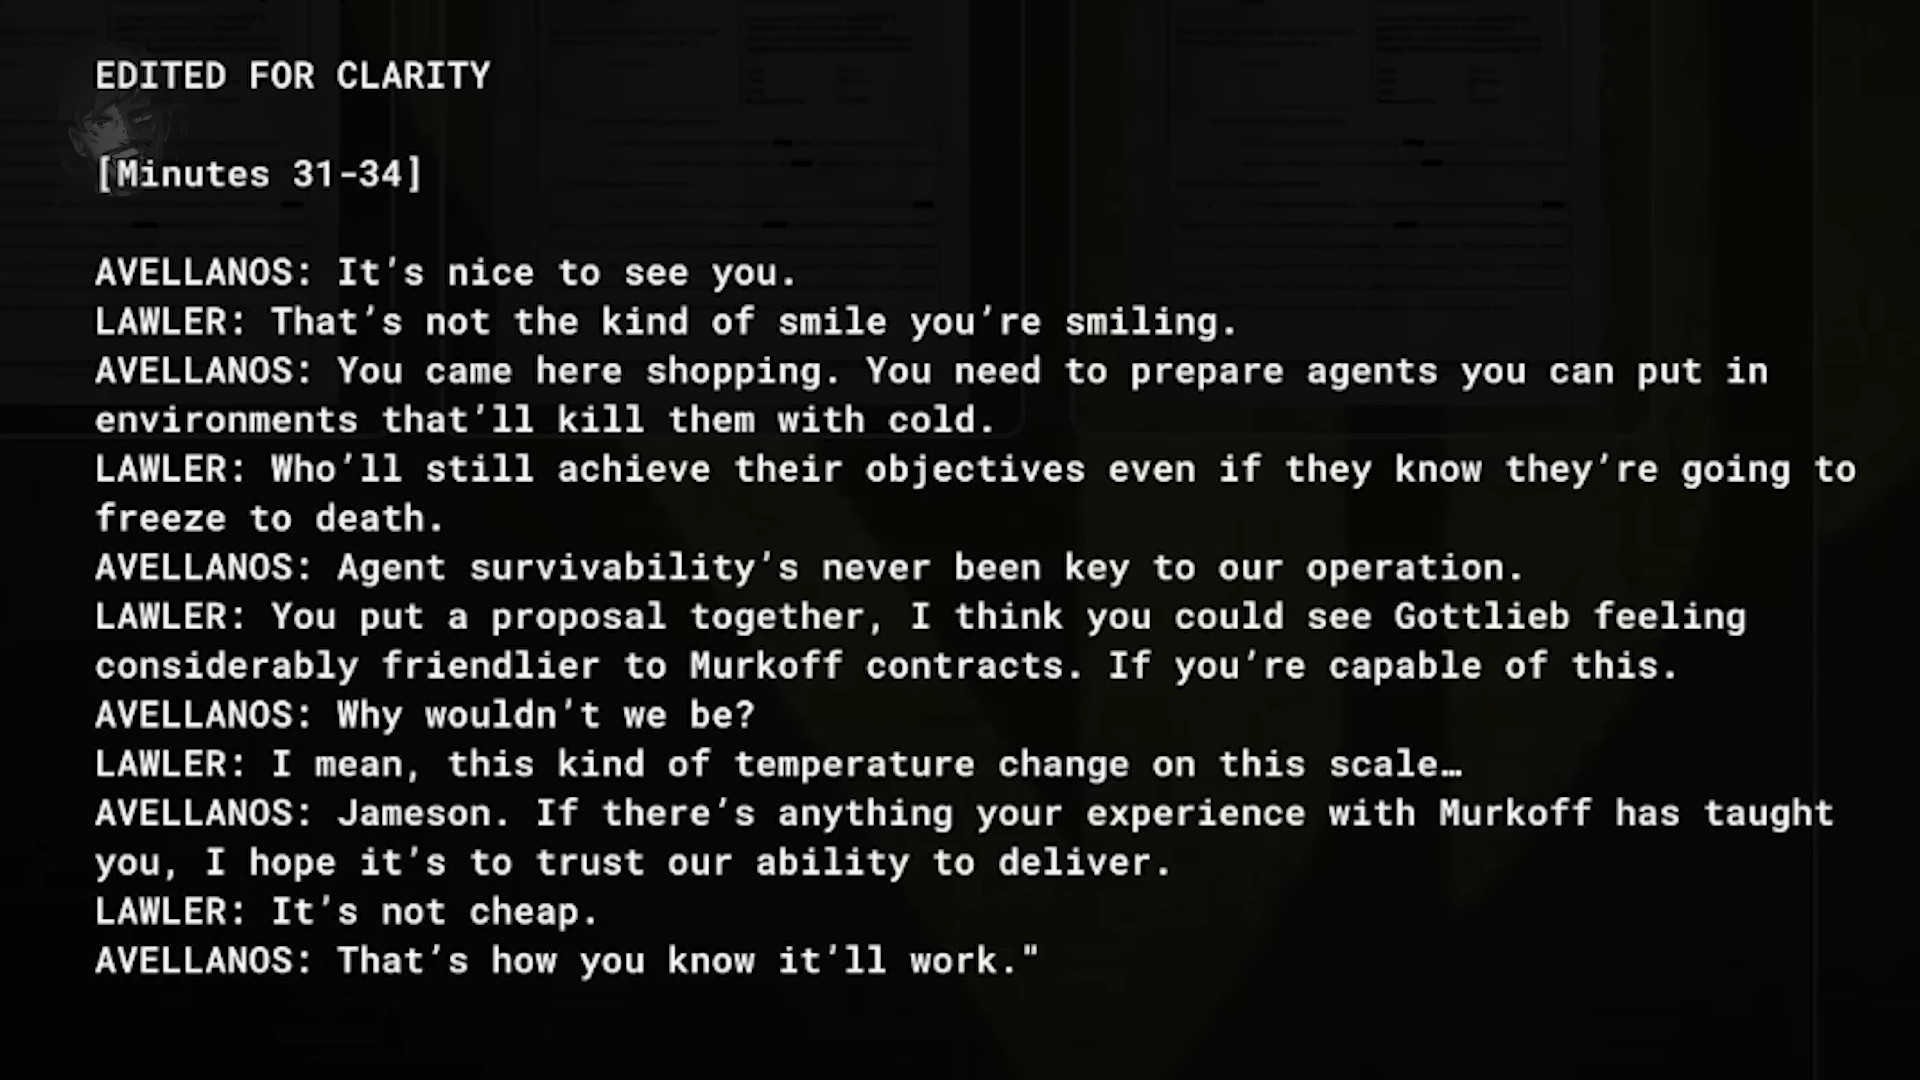 EDITED FOR CLARITY
[Minutes 31-34]
AVELLANOS: It’s nice to see you.
LAWLER: That’s not the kind of smile you’re smiling.
AVELLANOS: You came here shopping. You need to prepare agents you can put in
environments that’ll kill them with cold.
LAWLER: Who’ll still achieve their objectives even if they know they’re going to
freeze to death.
AVELLANOS: Agent survivability’s never been key to our operation.
LAWLER: You put a proposal together, I think you could see Gottlieb feeling
considerably friendlier to Murkoff contracts. If you’re capable of this.
AVELLANOS: Why wouldn’t we be?
LAWLER: I mean, this kind of temperature change on this scale…
AVELLANOS: Jameson. If there’s anything your experience with Murkoff has taught
you, I hope it’s to trust our ability to deliver.
LAWLER: It’s not cheap.
AVELLANOS: That’s how you know it’ll work."